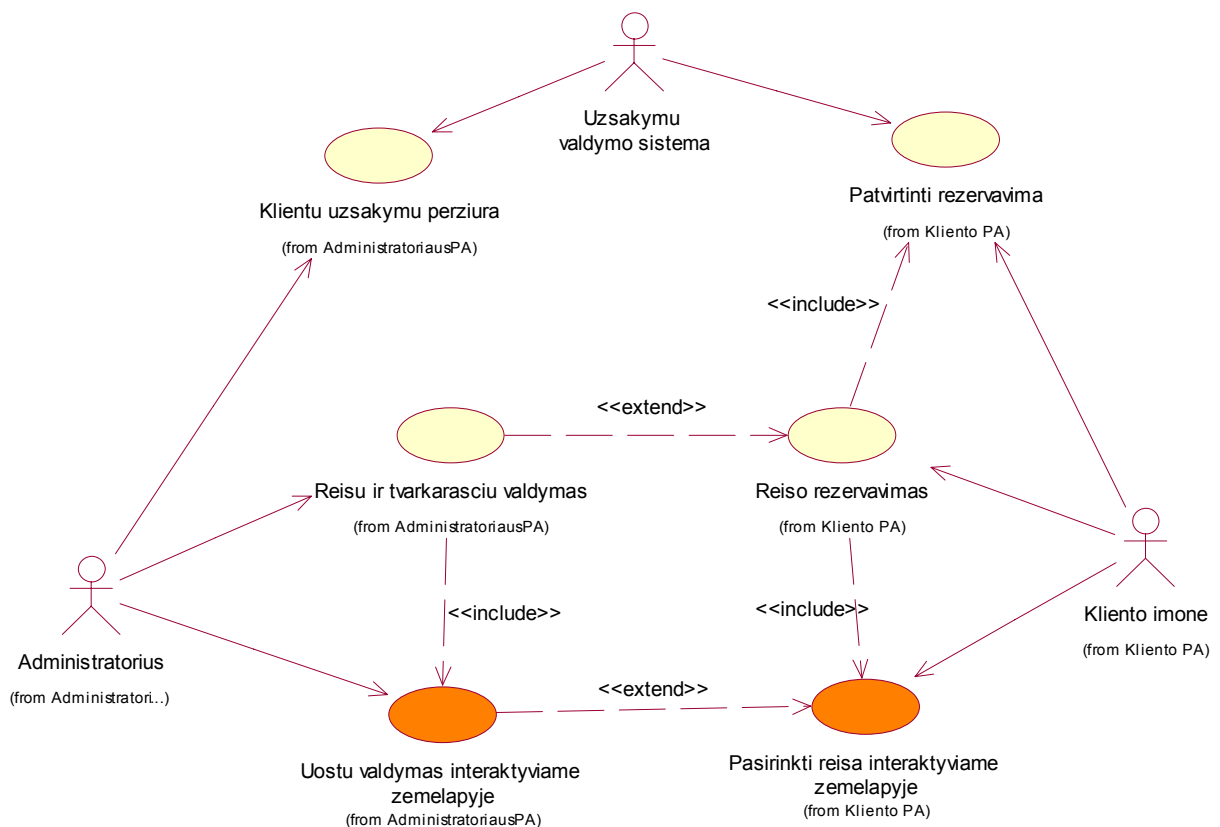 Uzsakymu
valdymo sistema
Klientu uzsakymu perziura
(from AdministratoriausPA)
Patvirtinti rezervavima
(from Kliento PA)
<<include>>
<<extend>>
Reisu ir tvarkarasciu valdymas
(from AdministratoriausPA)
Reiso rezervavimas
(from Kliento PA)
<<include>>
<<include>>
Administratorius
(from Administratori...)
Kliento imone
(from Kliento PA)
<<extend>>
Uostu valdymas interaktyviame
zemelapyje
(from AdministratoriausPA)
Pasirinkti reisa interaktyviame
zemelapyje
(from Kliento PA)